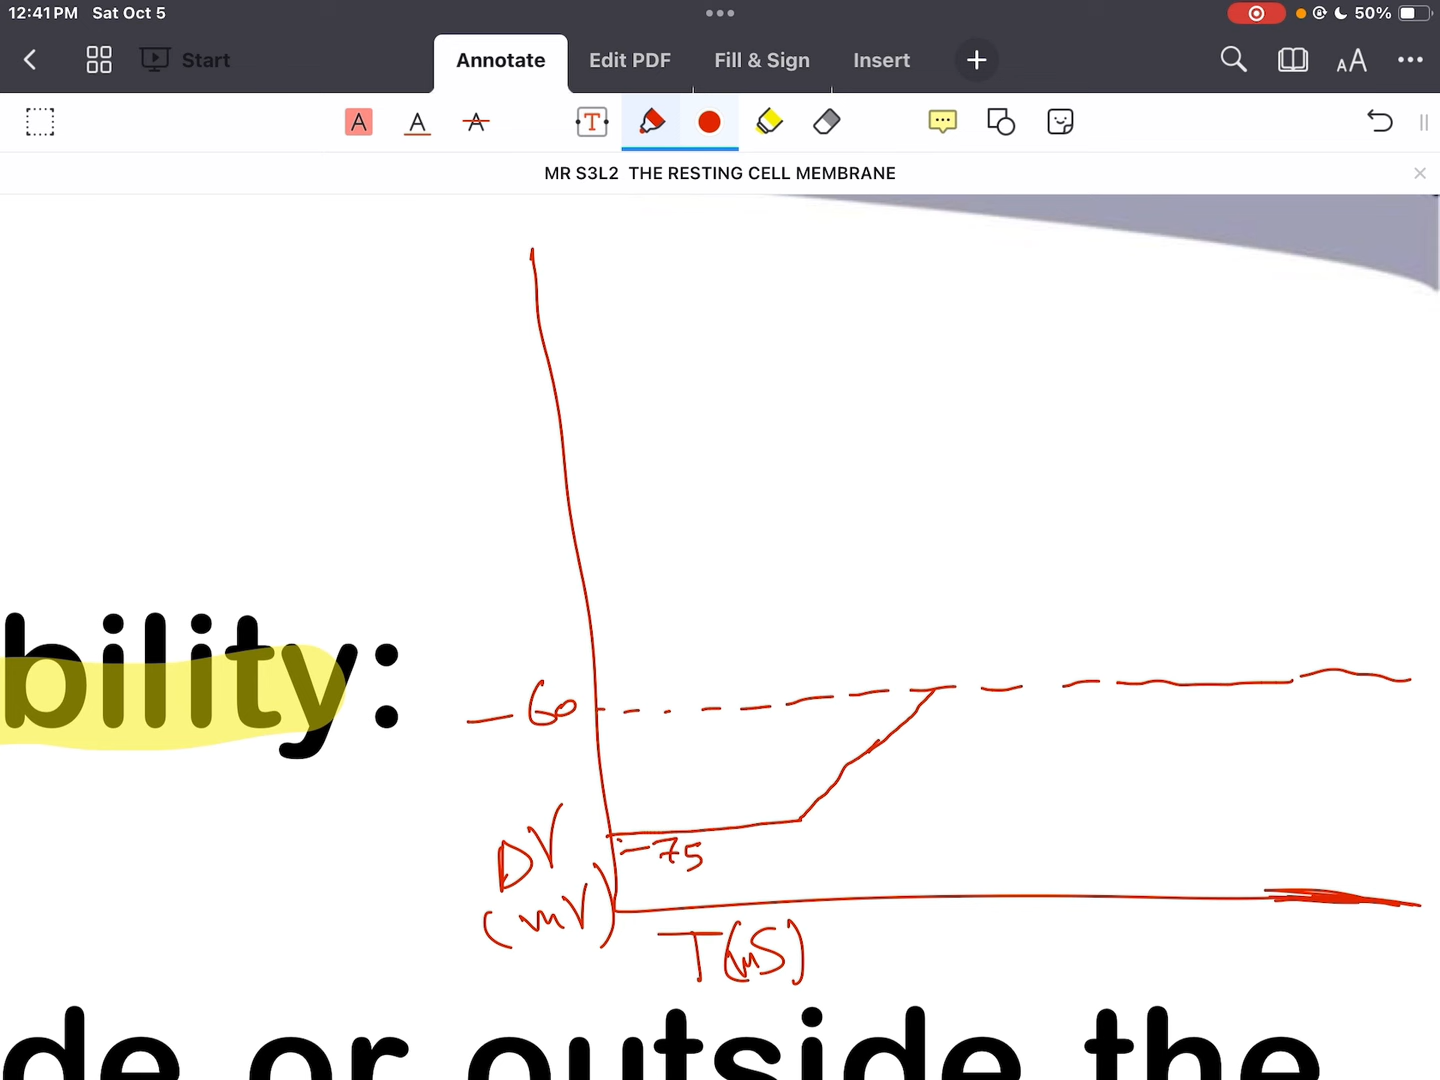 12:41 PM Sat Oct 5
50%
Start
Annotate
Edit PDF
Fill & Sign
Insert
MR S3L2 THE RESTING CELL MEMBRANE
bility:
-60
-75
DV
(mV)
T(mS)
de or outside the